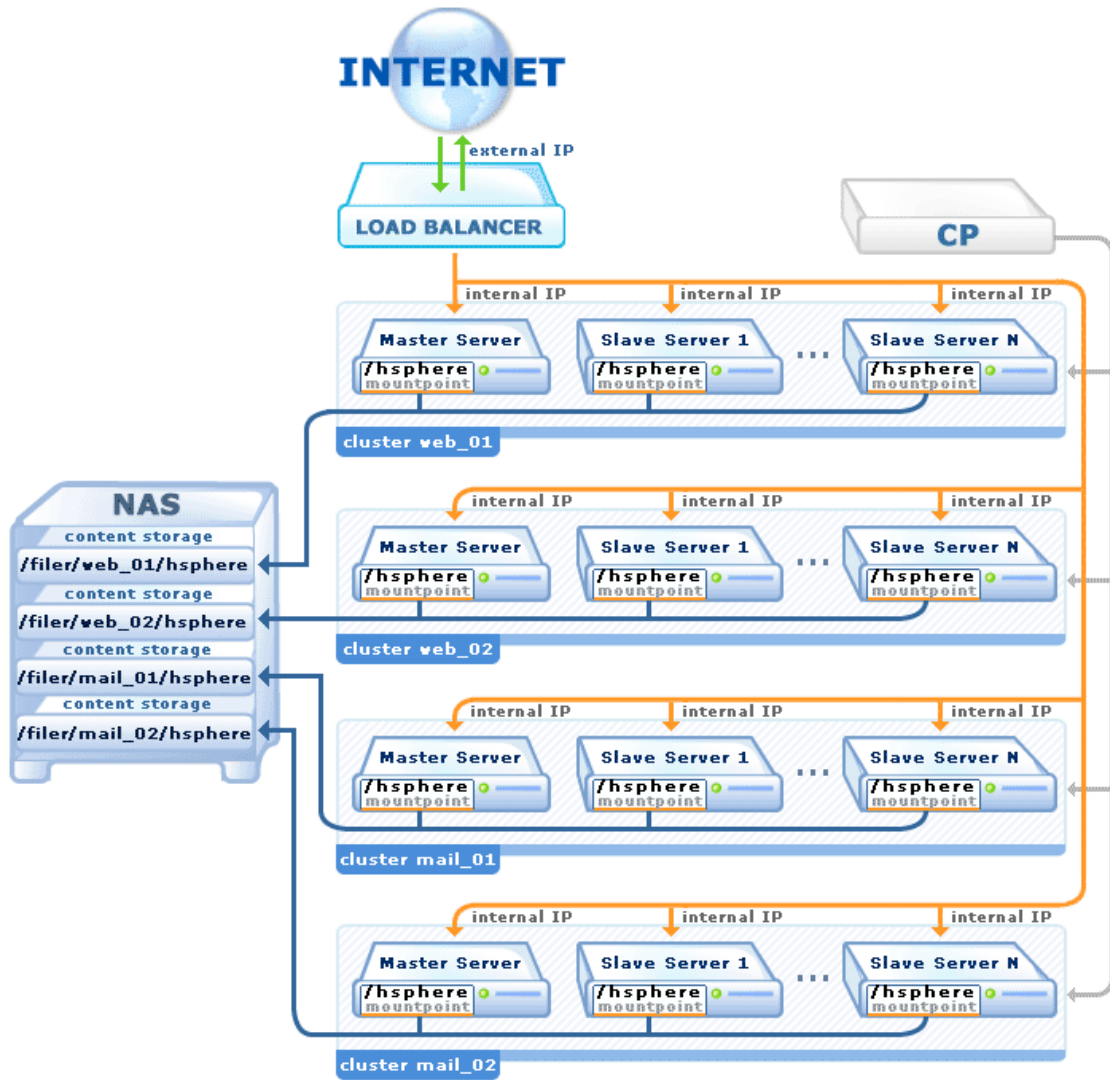 INTERNET
external IP
LOAD BALANCER
CP
internal IP
internal IP
internal IP
Master Server
Slave Server 1
Slave Server N
...
/hsphere
mountpoint
/hsphere
mountpoint
/hsphere
mountpoint
cluster web_01
internal IP
internal IP
internal IP
Master Server
Slave Server 1
Slave Server N
...
/hsphere
mountpoint
/hsphere
mountpoint
/hsphere
mountpoint
cluster web_02
NAS
content storage
/filer/web_01/hsphere
content storage
/filer/web_02/hsphere
content storage
/filer/mail_01/hsphere
content storage
/filer/mail_02/hsphere
internal IP
internal IP
internal IP
Master Server
Slave Server 1
Slave Server N
...
/hsphere
mountpoint
/hsphere
mountpoint
/hsphere
mountpoint
cluster mail_01
internal IP
internal IP
internal IP
Master Server
Slave Server 1
Slave Server N
...
/hsphere
mountpoint
/hsphere
mountpoint
/hsphere
mountpoint
cluster mail_02